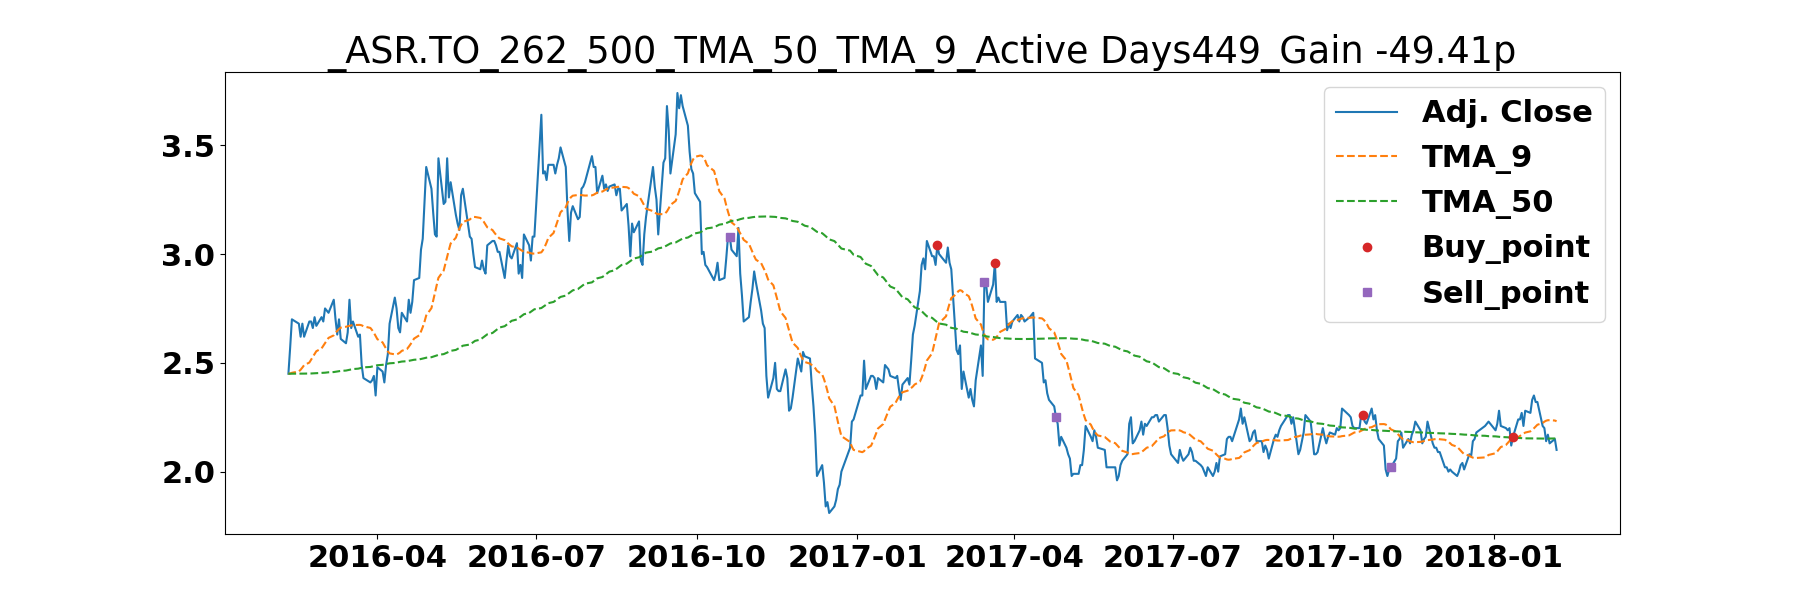 _ASR.TO_262_500_TMA_50_TMA_9_Active Days449_Gain -49.41p
Adj. Close
TMA_9
TMA_50
Buy_point
Sell_point
3.5
3.0
2.5
2.0
2016-04 2016-07 2016-10 2017-01 2017-04 2017-07 2017-10 2018-01